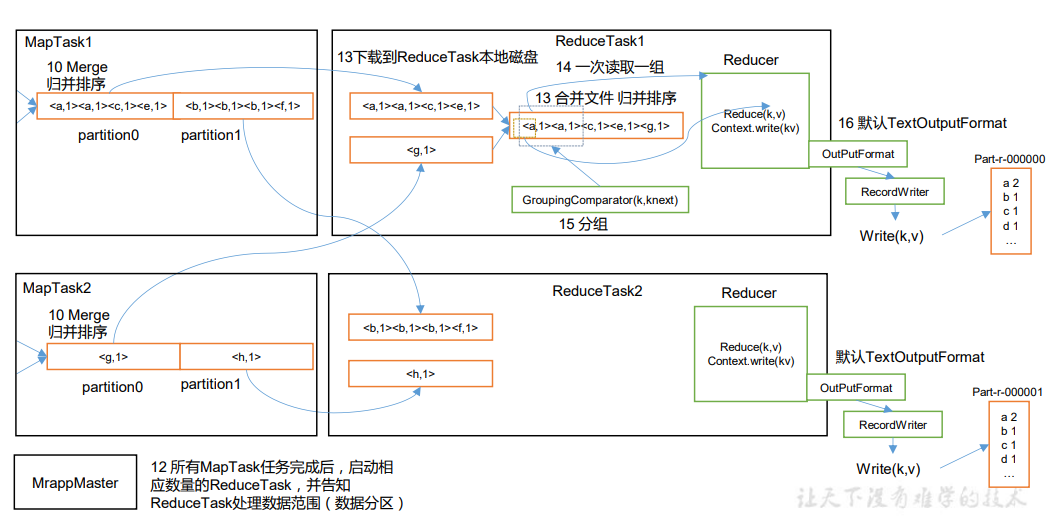 MapTask1
10 Merge
归并排序
<a,1><a,1><c,1><e,1>
<b,1><b,1><b,1><f,1>
partition0
partition1
ReduceTask1
13下载到ReduceTask本地磁盘
14 一次读取一组
Reducer
<a,1><a,1><c,1><e,1>
13 合并文件 归并排序
<a,1><a,1><c,1><e,1><g,1>
<g,1>
Reduce(k,v)
Context.write(kv)
GroupingComparator(k,knext)
15 分组
16 默认TextOutputFormat
OutPutFormat
RecordWriter
Write(k,v)
Part-r-000000
a 2
b 1
c 1
d 1
...
MapTask2
10 Merge
归并排序
<g,1>
<h,1>
partition0
partition1
ReduceTask2
Reducer
<b,1><b,1><b,1><f,1>
<h,1>
Reduce(k,v)
Context.write(kv)
默认TextOutputFormat
OutPutFormat
RecordWriter
Write(k,v)
Part-r-000001
a 2
b 1
c 1
d 1
...
MrappMaster
12 所有MapTask任务完成后，启动相
应数量的ReduceTask，并告知
ReduceTask处理数据范围（数据分区）
让天下没有难学的技术